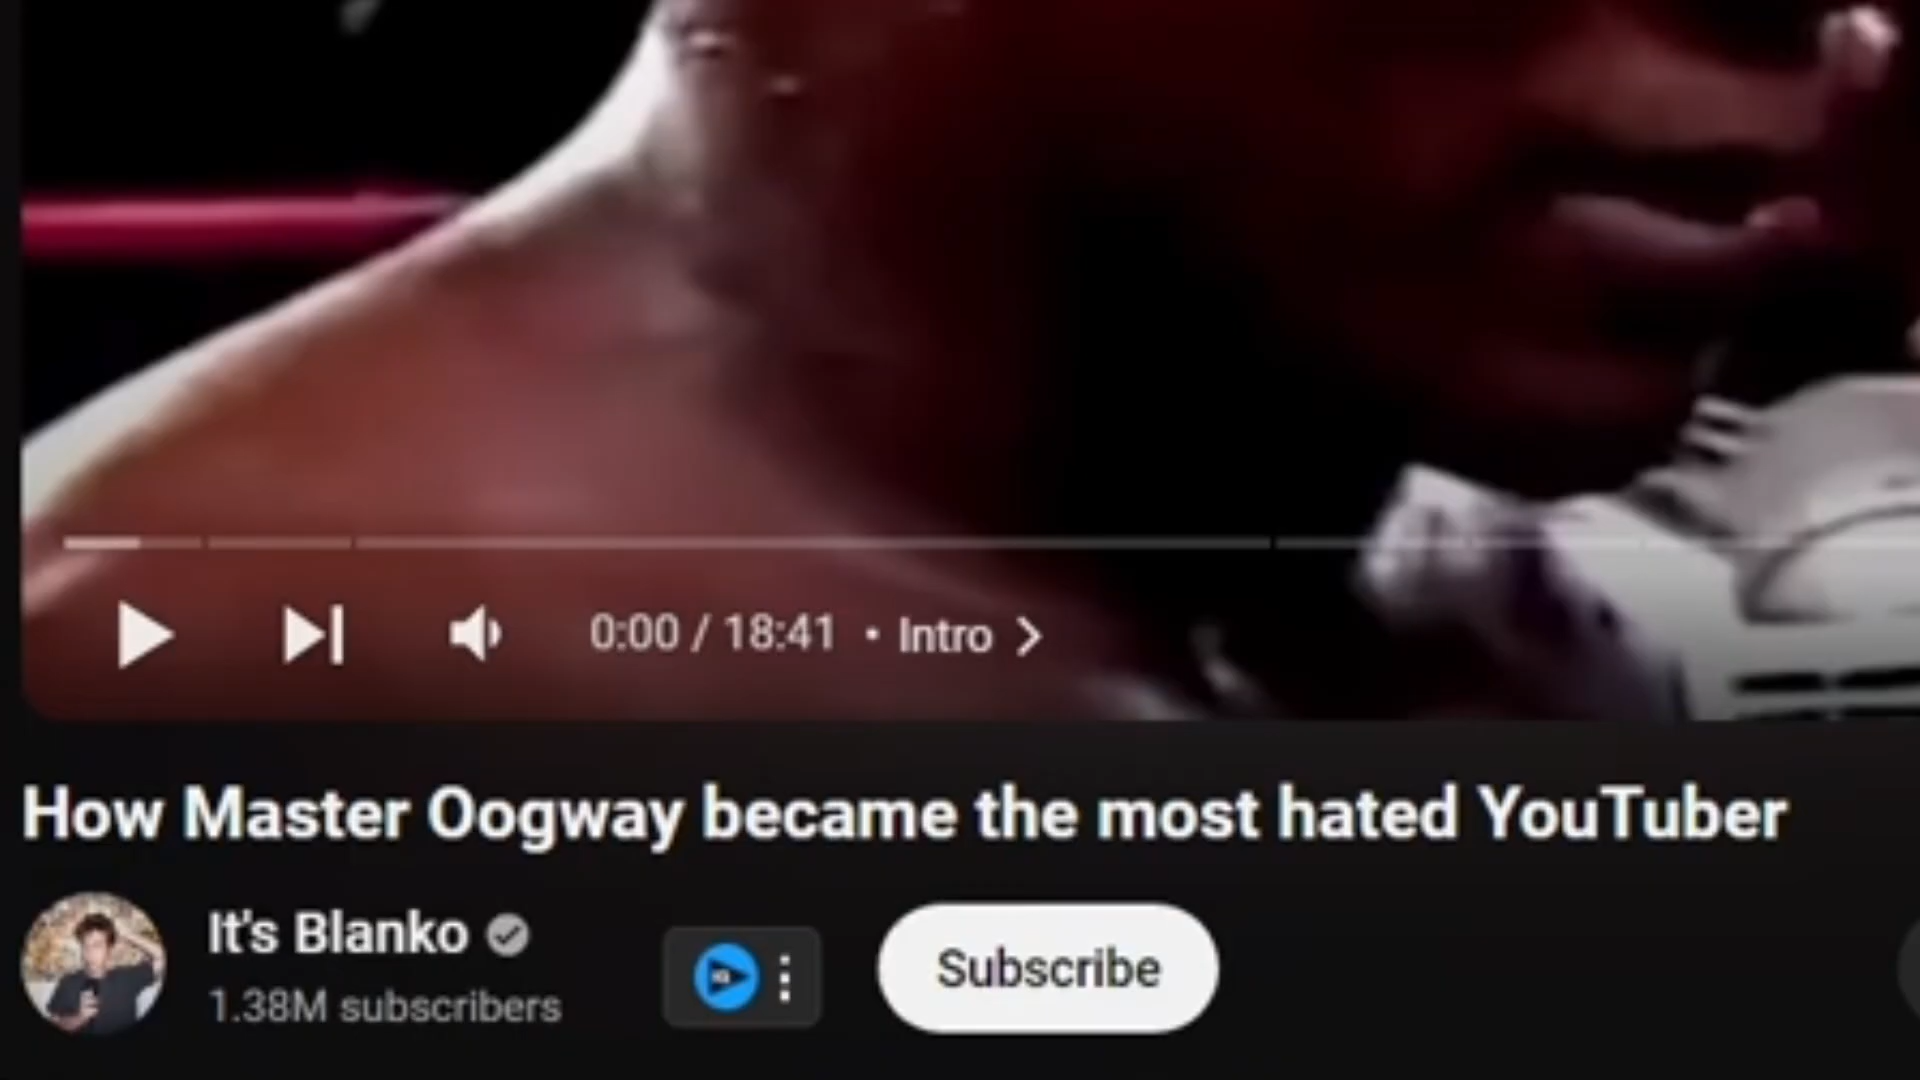 0:00 / 18:41 • Intro >
How Master Oogway became the most hated YouTuber
It's Blanko
1.38M subscribers
Subscribe